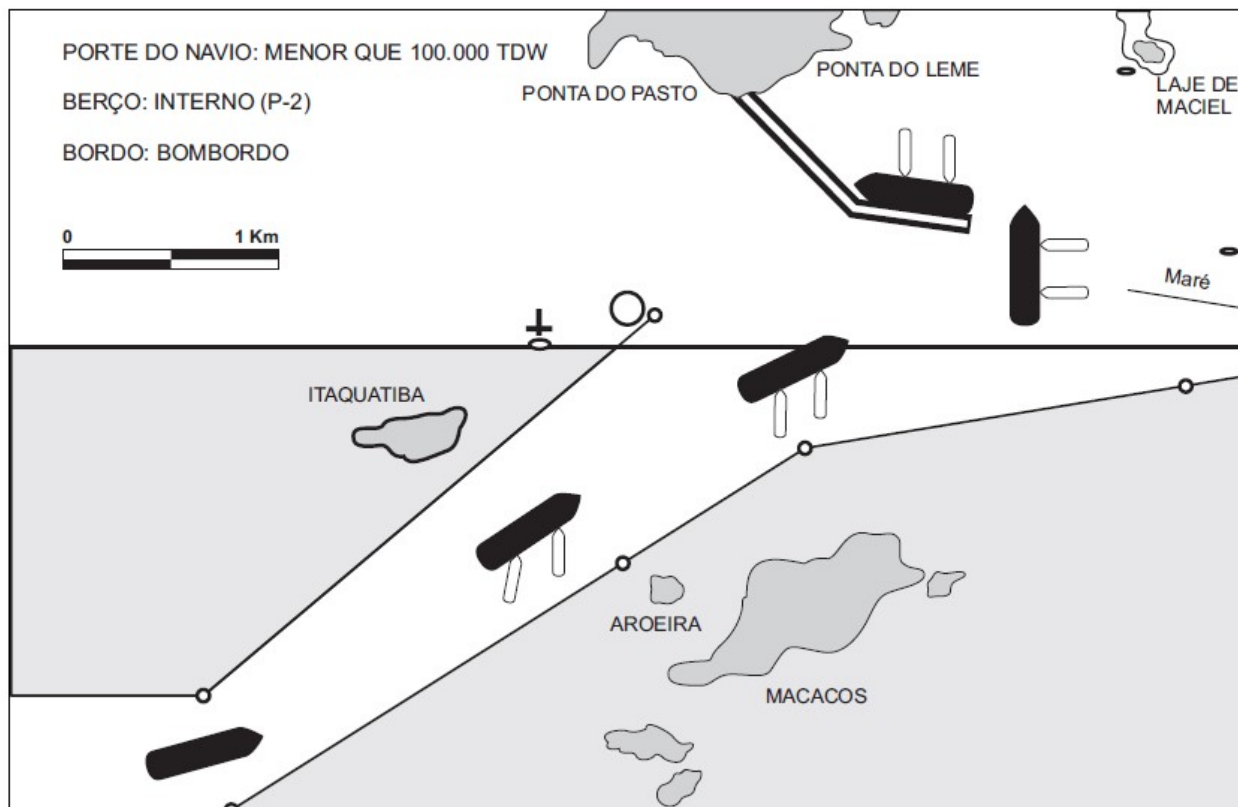 PORTE DO NAVIO: MENOR QUE 100.000 TDW
BERÇO: INTERNO (P-2)
BORDO: BOMBORDO
0 1 Km
PONTA DO PASTO
PONTA DO LEME
LAJE DE
MACIEL
Maré
ITAQUATIBA
AROEIRA
MACACOS